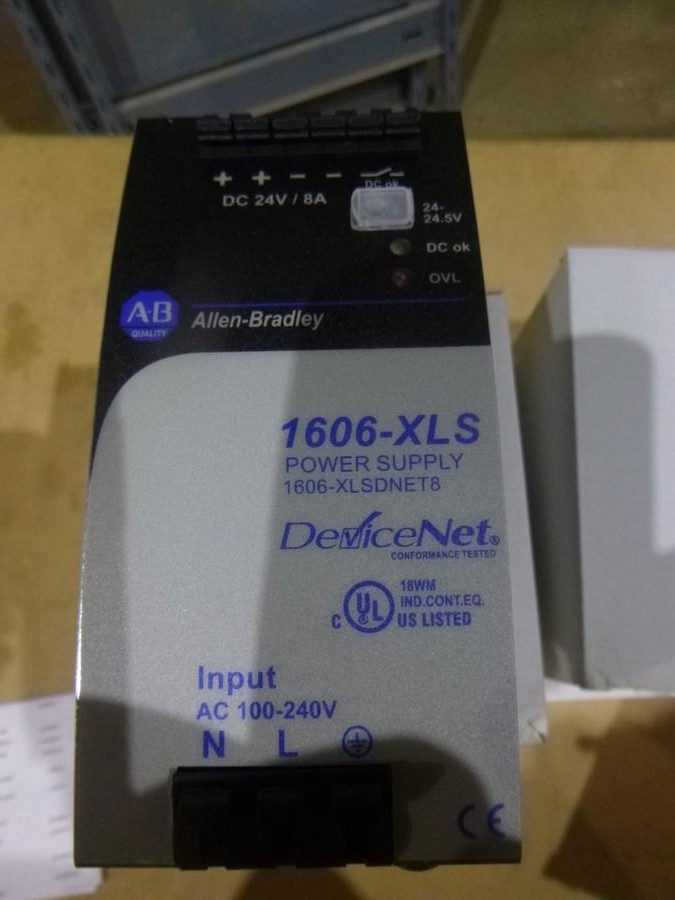 + + − −
DC ok
DC 24V / 8A
24-
24.5V
DC ok
OVL
A·B
QUALITY
Allen-Bradley
1606-XLS
POWER SUPPLY
1606-XLSDNET8
DeviceNet®
CONFORMANCE TESTED
18WM
IND.CONT.EQ.
C UL ® US LISTED
Input
AC 100-240V
N L
CE